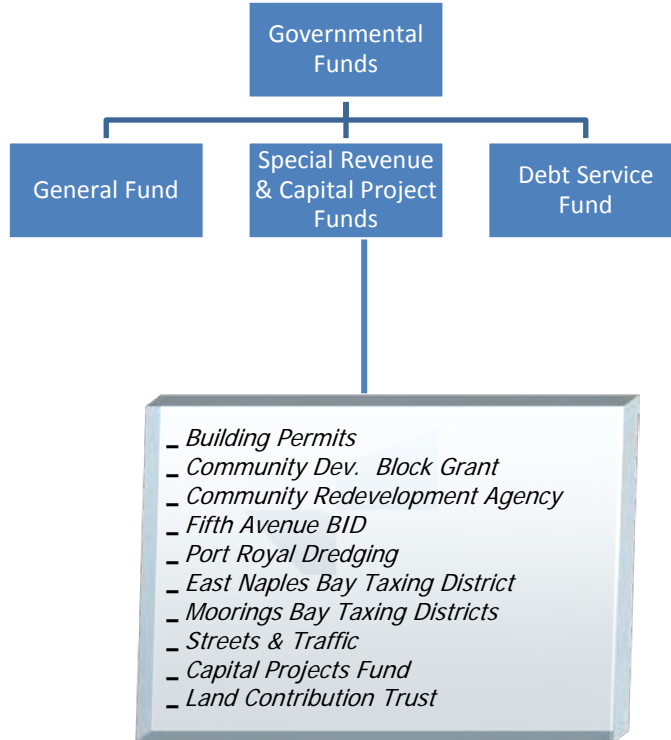 Governmental
Funds
General Fund
Special Revenue
& Capital Project
Funds
Debt Service
Fund
_ Building Permits
_ Community Dev. Block Grant
_ Community Redevelopment Agency
_ Fifth Avenue BID
_ Port Royal Dredging
_ East Naples Bay Taxing District
_ Moorings Bay Taxing Districts
_ Streets & Traffic
_ Capital Projects Fund
_ Land Contribution Trust